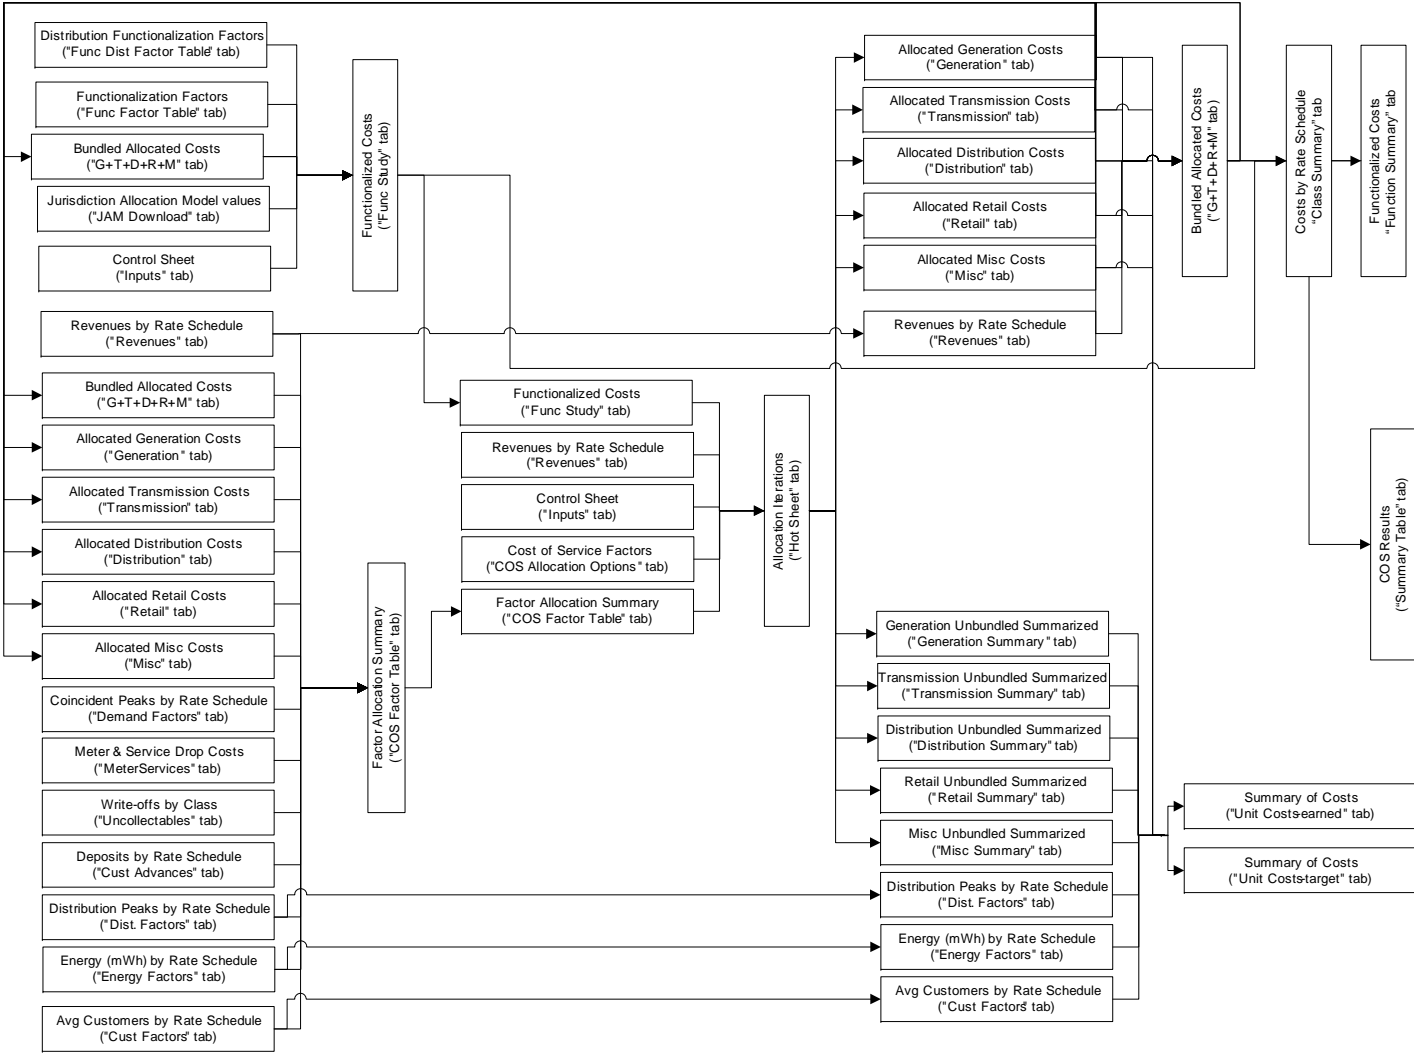 Distribution Functionalization Factors
("Func Dist Factor Table" tab)
Functionalization Factors
("Func Factor Table" tab)
Bundled Allocated Costs
("G+T+D+R+M" tab)
Jurisdiction Allocation Model values
("JAM Download" tab)
Control Sheet
("Inputs" tab)
Functionalized Costs
("Func Study" tab)
Revenues by Rate Schedule
("Revenues" tab)
Bundled Allocated Costs
("G+T+D+R+M" tab)
Allocated Generation Costs
("Generation" tab)
Allocated Transmission Costs
("Transmission" tab)
Allocated Distribution Costs
("Distribution" tab)
Allocated Retail Costs
("Retail" tab)
Allocated Misc Costs
("Misc" tab)
Coincident Peaks by Rate Schedule
("Demand Factors" tab)
Meter & Service Drop Costs
("MeterServices" tab)
Write-offs by Class
("Uncollectables" tab)
Deposits by Rate Schedule
("Cust Advances" tab)
Distribution Peaks by Rate Schedule
("Dist. Factors" tab)
Energy (mWh) by Rate Schedule
("Energy Factors" tab)
Avg Customers by Rate Schedule
("Cust Factors" tab)
Factor Allocation Summary
("COS Factor Table" tab)
Functionalized Costs
("Func Study" tab)
Revenues by Rate Schedule
("Revenues" tab)
Control Sheet
("Inputs" tab)
Cost of Service Factors
("COS Allocation Options" tab)
Factor Allocation Summary
("COS Factor Table" tab)
Allocation Iterations
("Hot Sheet" tab)
Allocated Generation Costs
("Generation" tab)
Allocated Transmission Costs
("Transmission" tab)
Allocated Distribution Costs
("Distribution" tab)
Allocated Retail Costs
("Retail" tab)
Allocated Misc Costs
("Misc" tab)
Revenues by Rate Schedule
("Revenues" tab)
Generation Unbundled Summarized
("Generation Summary" tab)
Transmission Unbundled Summarized
("Transmission Summary" tab)
Distribution Unbundled Summarized
("Distribution Summary" tab)
Retail Unbundled Summarized
("Retail Summary" tab)
Misc Unbundled Summarized
("Misc Summary" tab)
Distribution Peaks by Rate Schedule
("Dist. Factors" tab)
Energy (mWh) by Rate Schedule
("Energy Factors" tab)
Avg Customers by Rate Schedule
("Cust Factors" tab)
Bundled Allocated Costs
("G+T+D+R+M" tab)
Costs by Rate Schedule
"Class Summary" tab
Functionalized Costs
"Function Summary" tab
COS Results
("Summary Table" tab)
Summary of Costs
("Unit Costs-earned" tab)
Summary of Costs
("Unit Costs-target" tab)